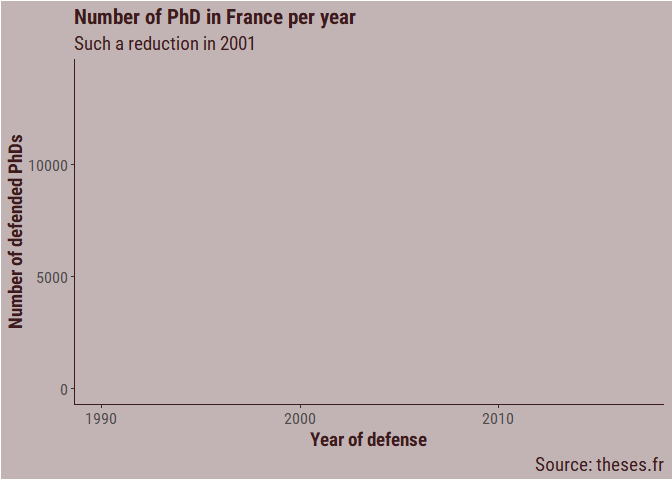 Number of PhD in France per year
Such a reduction in 2001
Number of defended PhDs
10000
5000
0
1990 2000 2010
Year of defense
Source: theses.fr